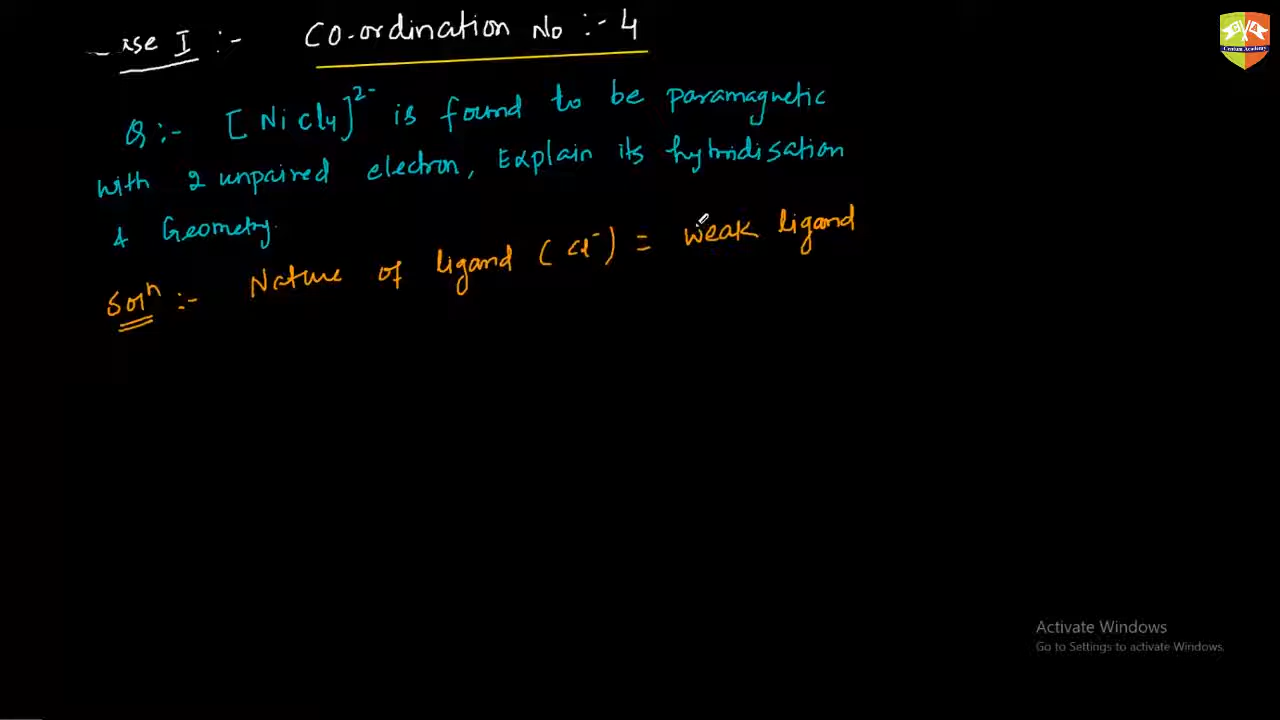 ase I :- CO-ordination No :- 4
Q :- [NiCl4]2- is found to be paramagnetic
with 2 unpaired electron, Explain its hybridisation
& Geometry.
Soln :- Nature of ligand (Cl-) = weak ligand
Activate Windows
Go to Settings to activate Windows.